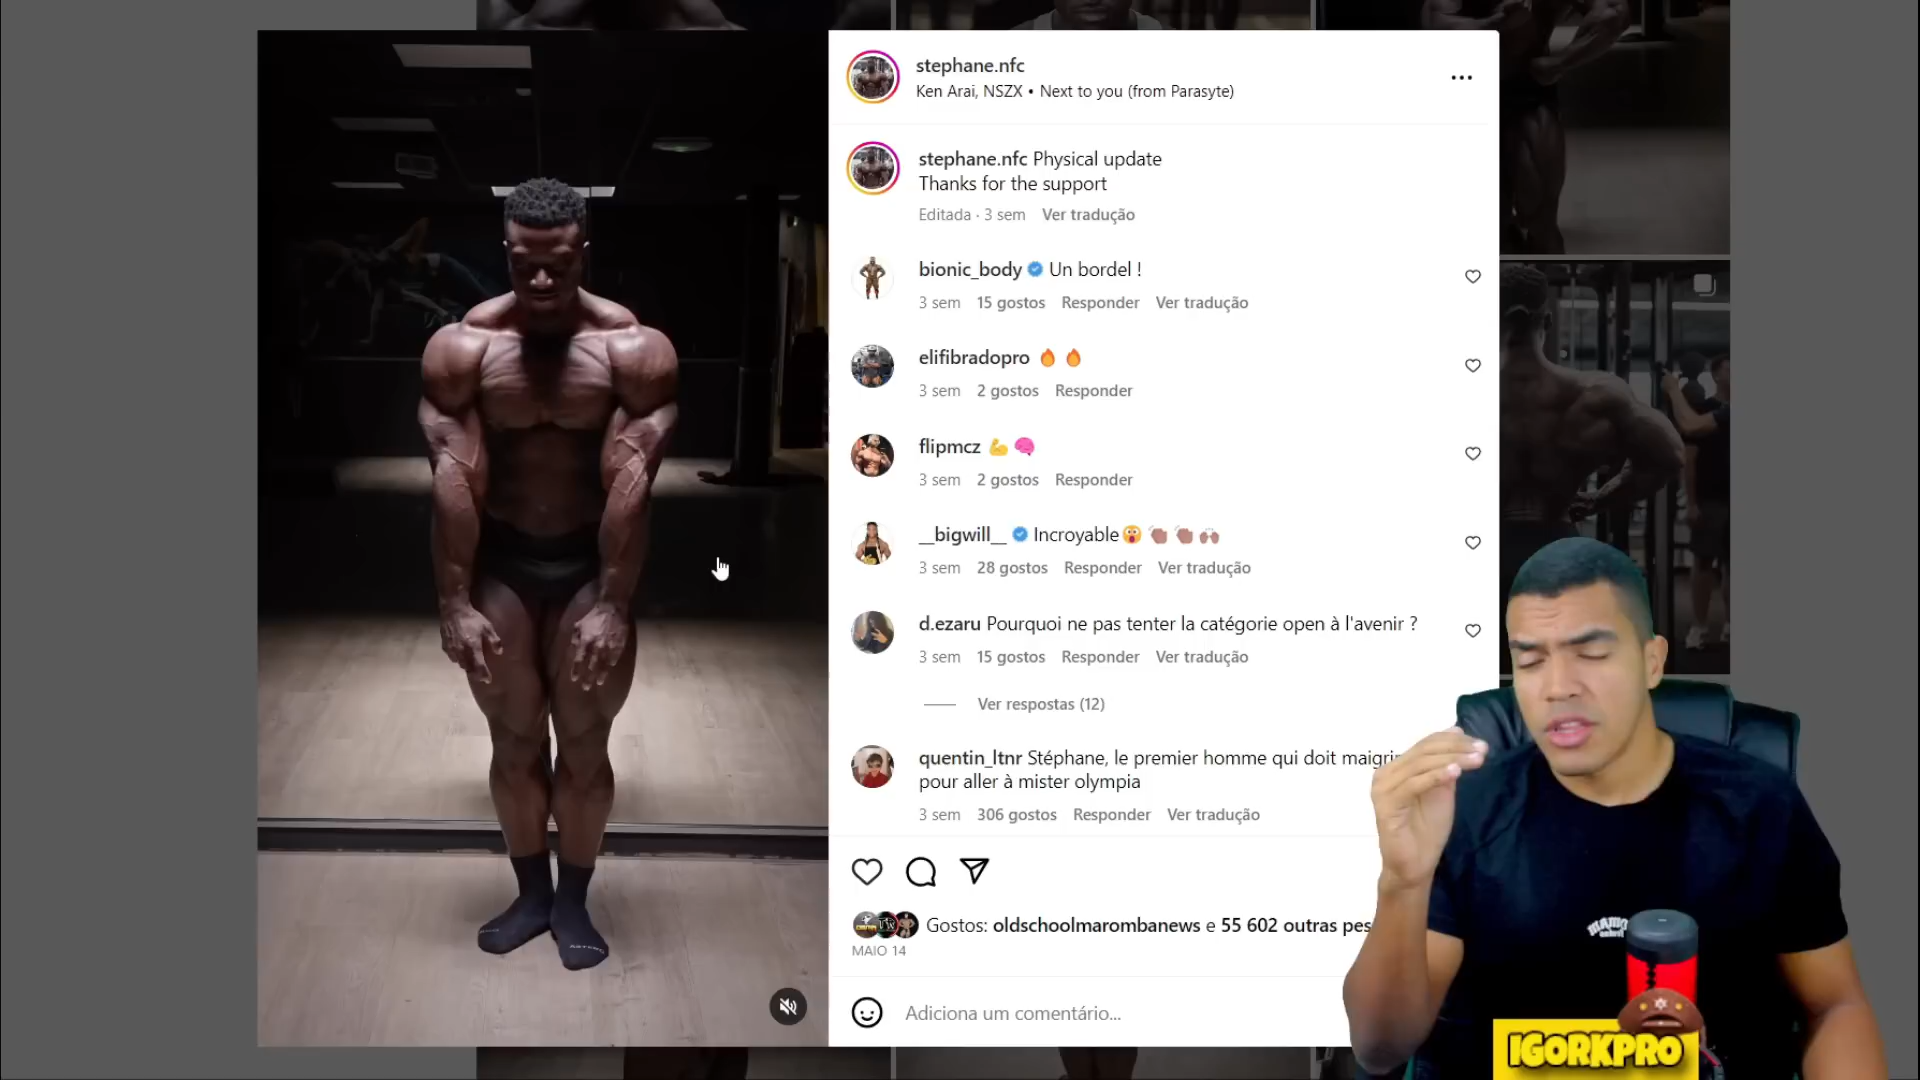 stephane.nfc
Ken Arai, NSZX • Next to you (from Parasyte)
stephane.nfc Physical update
Thanks for the support
Editada · 3 sem Ver tradução
bionic_body Un bordel !
3 sem 15 gostos Responder Ver tradução
elifibradopro 🔥 🔥
3 sem 2 gostos Responder
flipmcz 💪 🧠
3 sem 2 gostos Responder
__bigwill__ Incroyable😲 👏🏾 👏🏾 🙌🏾
3 sem 28 gostos Responder Ver tradução
d.ezaru Pourquoi ne pas tenter la catégorie open à l'avenir ?
3 sem 15 gostos Responder Ver tradução
Ver respostas (12)
quentin_ltnr Stéphane, le premier homme qui doit maigri
pour aller à mister olympia
3 sem 306 gostos Responder Ver tradução
Gostos: oldschoolmarombanews e 55 602 outras pes
MAIO 14
Adiciona um comentário...
IGORKPRO